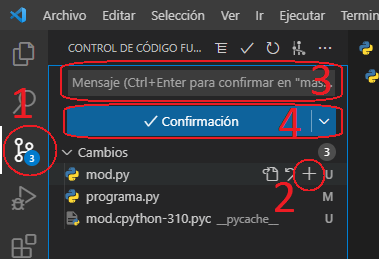 Archivo Editar Selección Ver Ir Ejecutar Termin
CONTROL DE CÓDIGO FU...
1
Mensaje (Ctrl+Enter para confirmar en "mas...
3
Confirmación
4
Cambios 3
3
mod.py U
2
programa.py M
mod.cpython-310.pyc __pycache__ U